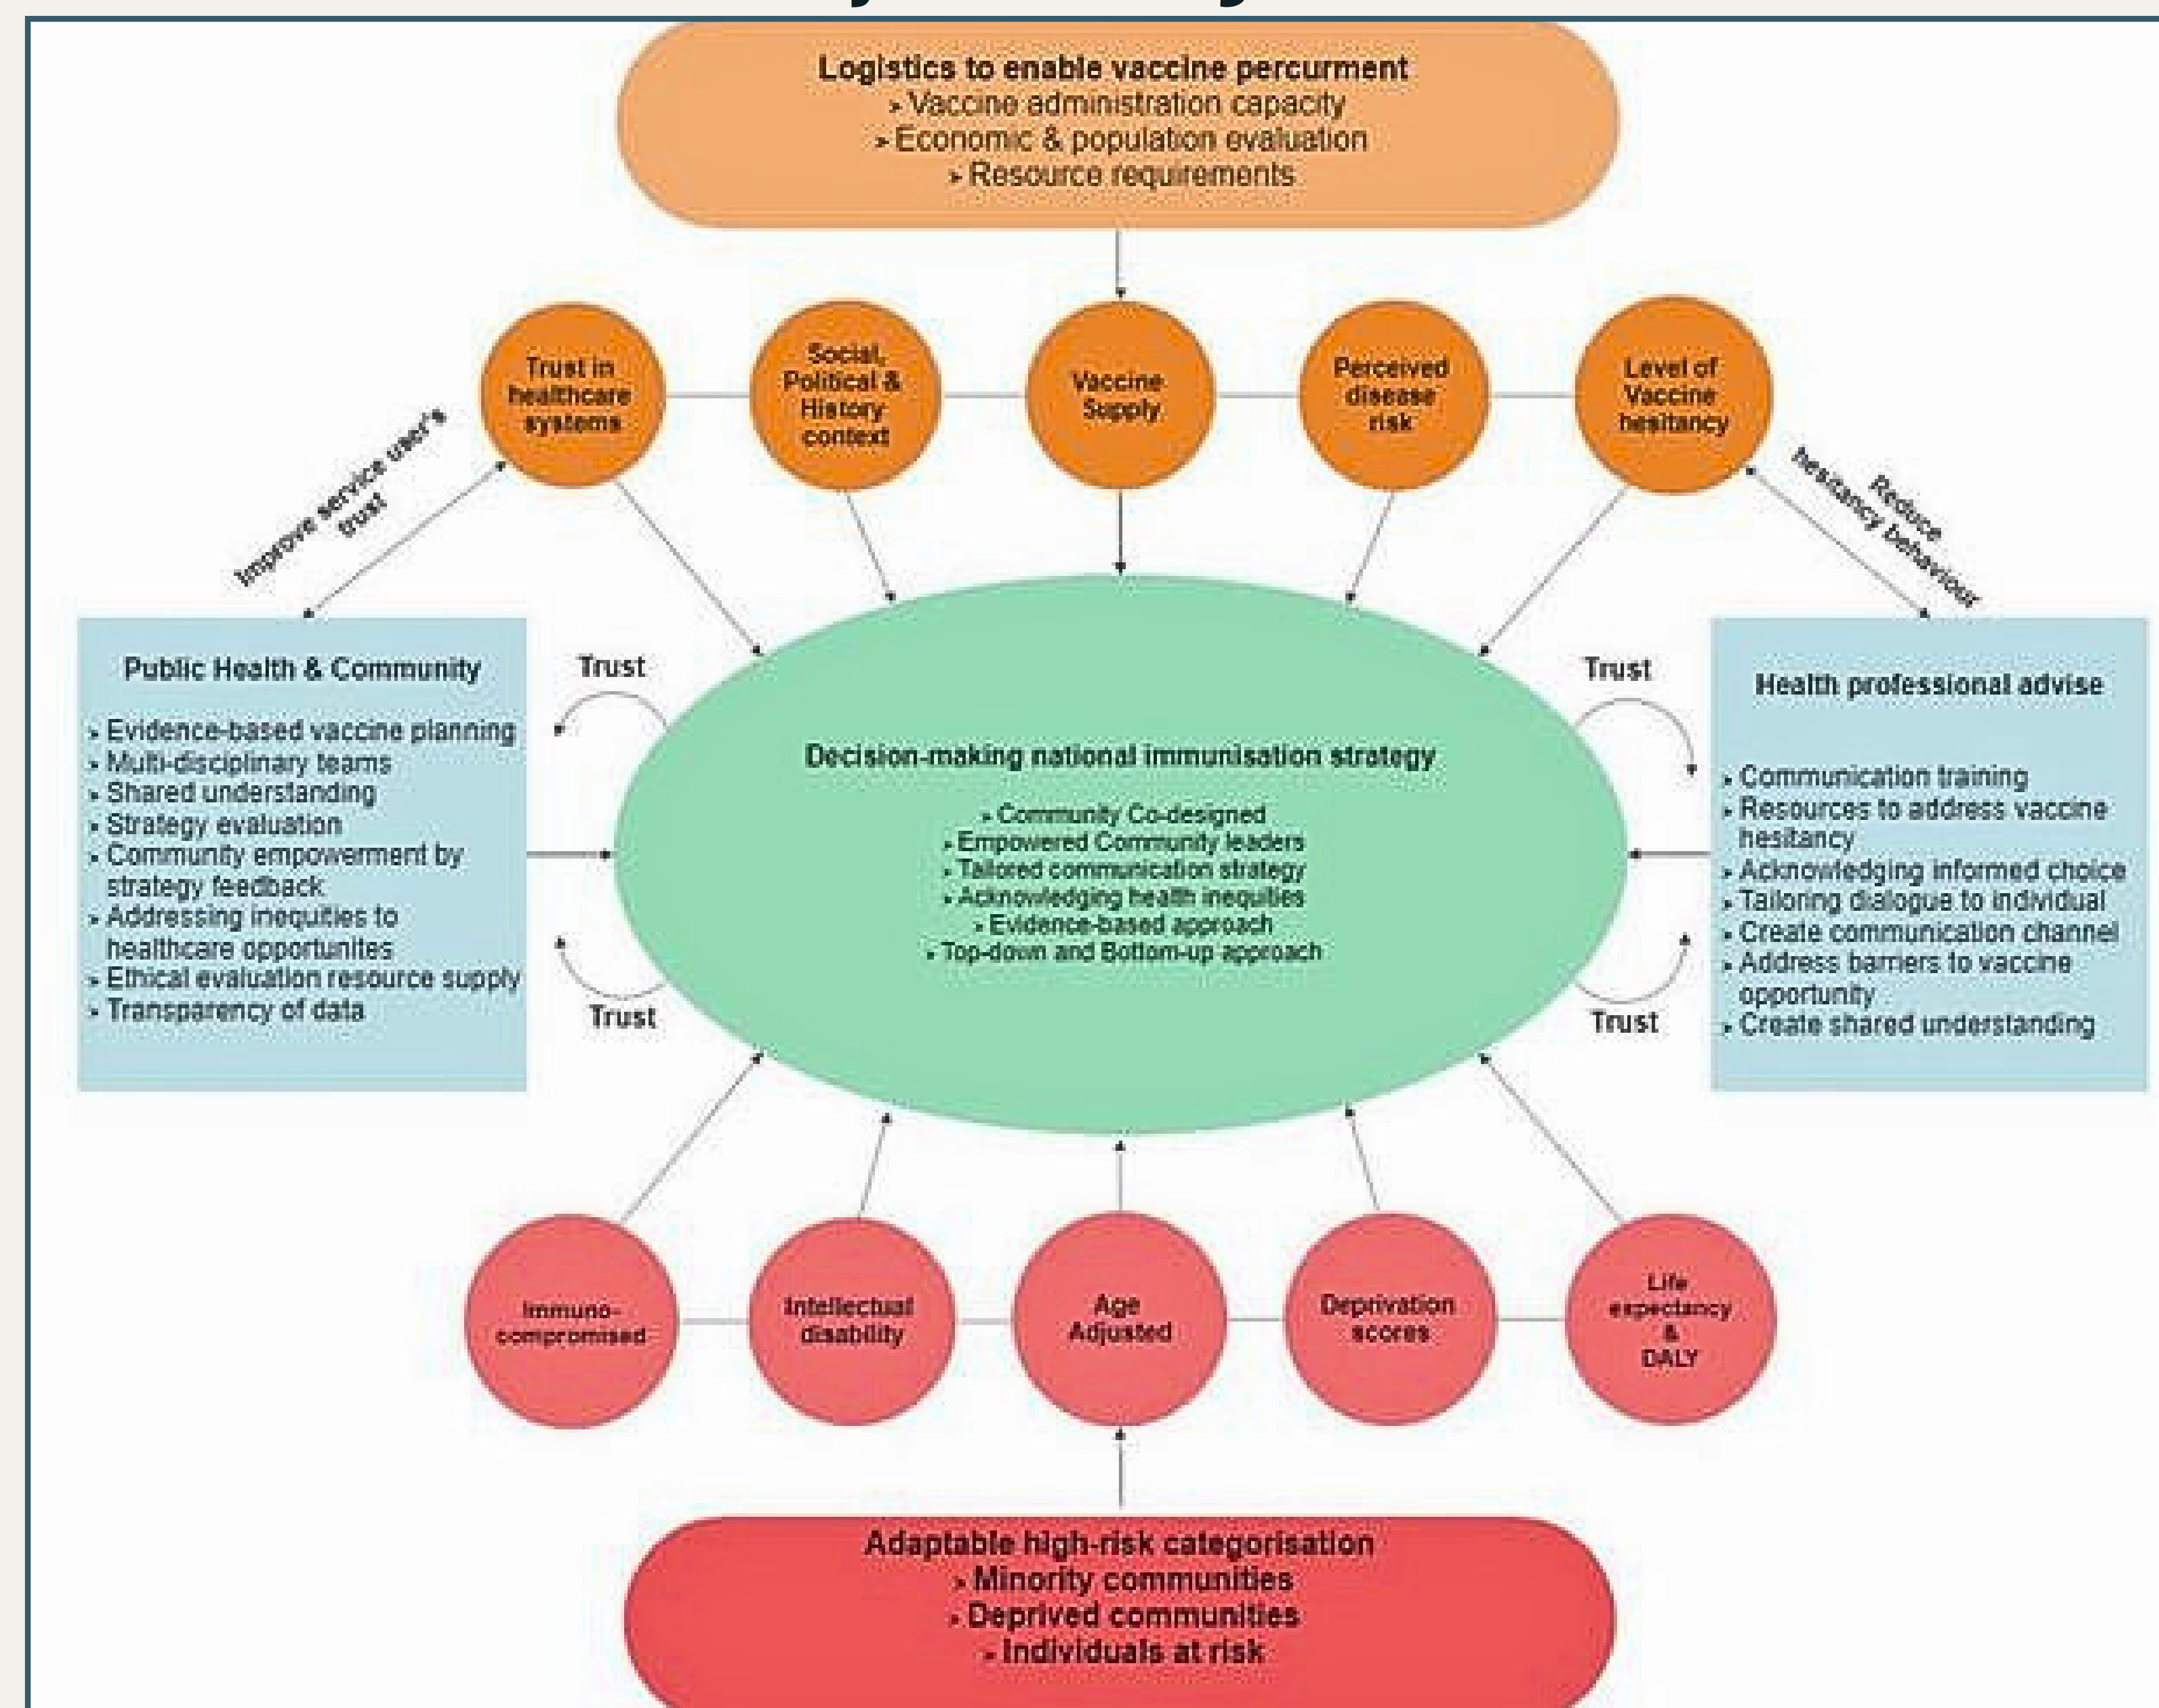 Logistics to enable vaccine percurment
➢ Vaccine administration capacity
➢ Economic & population evaluation
➢ Resource requirements
Trust in
healthcare
systems
Social,
Political &
History
context
Vaccine
Supply
Perceived
disease
risk
Level of
Vaccine
hesitancy
Improve service user's
trust
Reduce
hesitancy behaviour
Public Health & Community
➢ Evidence-based vaccine planning
➢ Multi-disciplinary teams
➢ Shared understanding
➢ Strategy evaluation
➢ Community empowerment by
strategy feedback
➢ Addressing inequities to
healthcare opportunites
➢ Ethical evaluation resource supply
➢ Transparency of data
Trust
Trust
Decision-making national immunisation strategy
➢ Community Co-designed
➢ Empowered Community leaders
➢ Tailored communication strategy
➢ Acknowledging health inequities
➢ Evidence-based approach
➢ Top-down and Bottom-up approach
Trust
Trust
Health professional advise
➢ Communication training
➢ Resources to address vaccine
hesitancy
➢ Acknowledging informed choice
➢ Tailoring dialogue to individual
➢ Create communication channel
➢ Address barriers to vaccine
opportunity
➢ Create shared understanding
Immuno-
compromised
Intellectual
disability
Age
Adjusted
Deprivation
scores
Life
expectancy
&
DALY
Adaptable high-risk categorisation
➢ Minority communities
➢ Deprived communities
➢ Individuals at risk